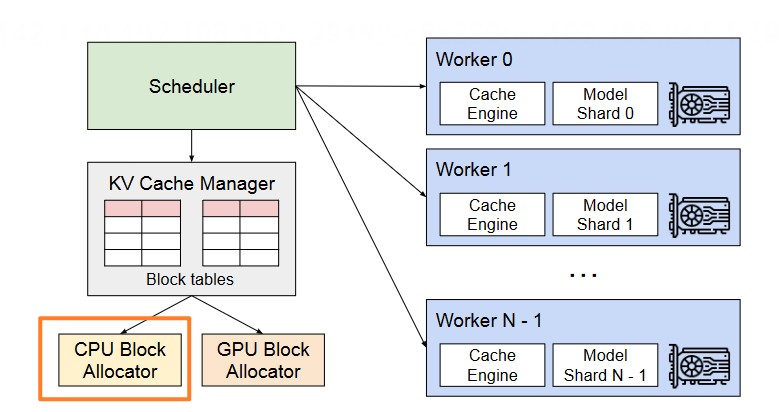 Scheduler
KV Cache Manager
Block tables
CPU Block
Allocator
GPU Block
Allocator
Worker 0
Cache
Engine
Model
Shard 0
Worker 1
Cache
Engine
Model
Shard 1
...
Worker N - 1
Cache
Engine
Model
Shard N - 1